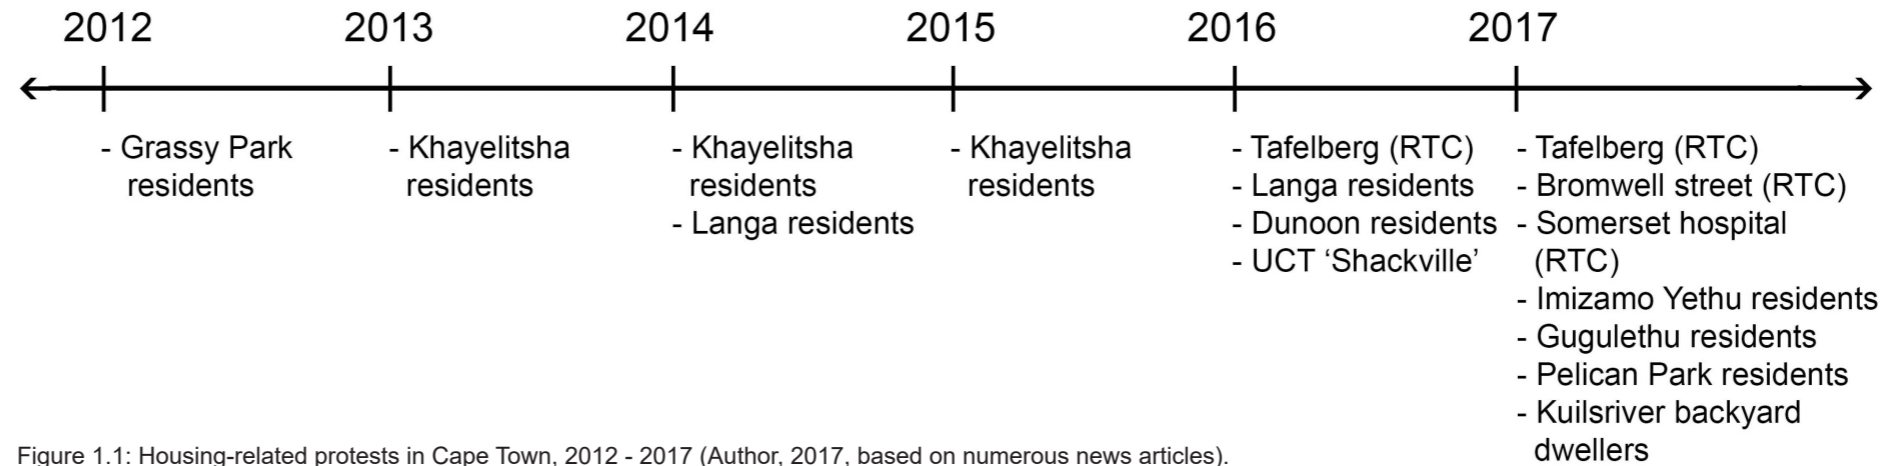 2012
2013
2014
2015
2016
2017
- Grassy Park
residents
- Khayelitsha
residents
- Khayelitsha
residents
- Langa residents
- Khayelitsha
residents
- Tafelberg (RTC)
- Langa residents
- Dunoon residents
- UCT ‘Shackville’
- Tafelberg (RTC)
- Bromwell street (RTC)
- Somerset hospital
(RTC)
- Imizamo Yethu residents
- Gugulethu residents
- Pelican Park residents
- Kuilsriver backyard
dwellers
Figure 1.1: Housing-related protests in Cape Town, 2012 - 2017 (Author, 2017, based on numerous news articles).